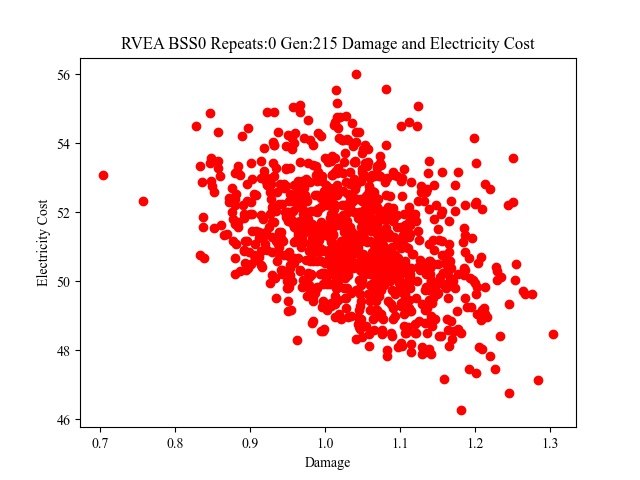 RVEA BSS0 Repeats:0 Gen:215 Damage and Electricity Cost
56
54
52
50
48
46
Electricity Cost
0.7 0.8 0.9 1.0 1.1 1.2 1.3
Damage